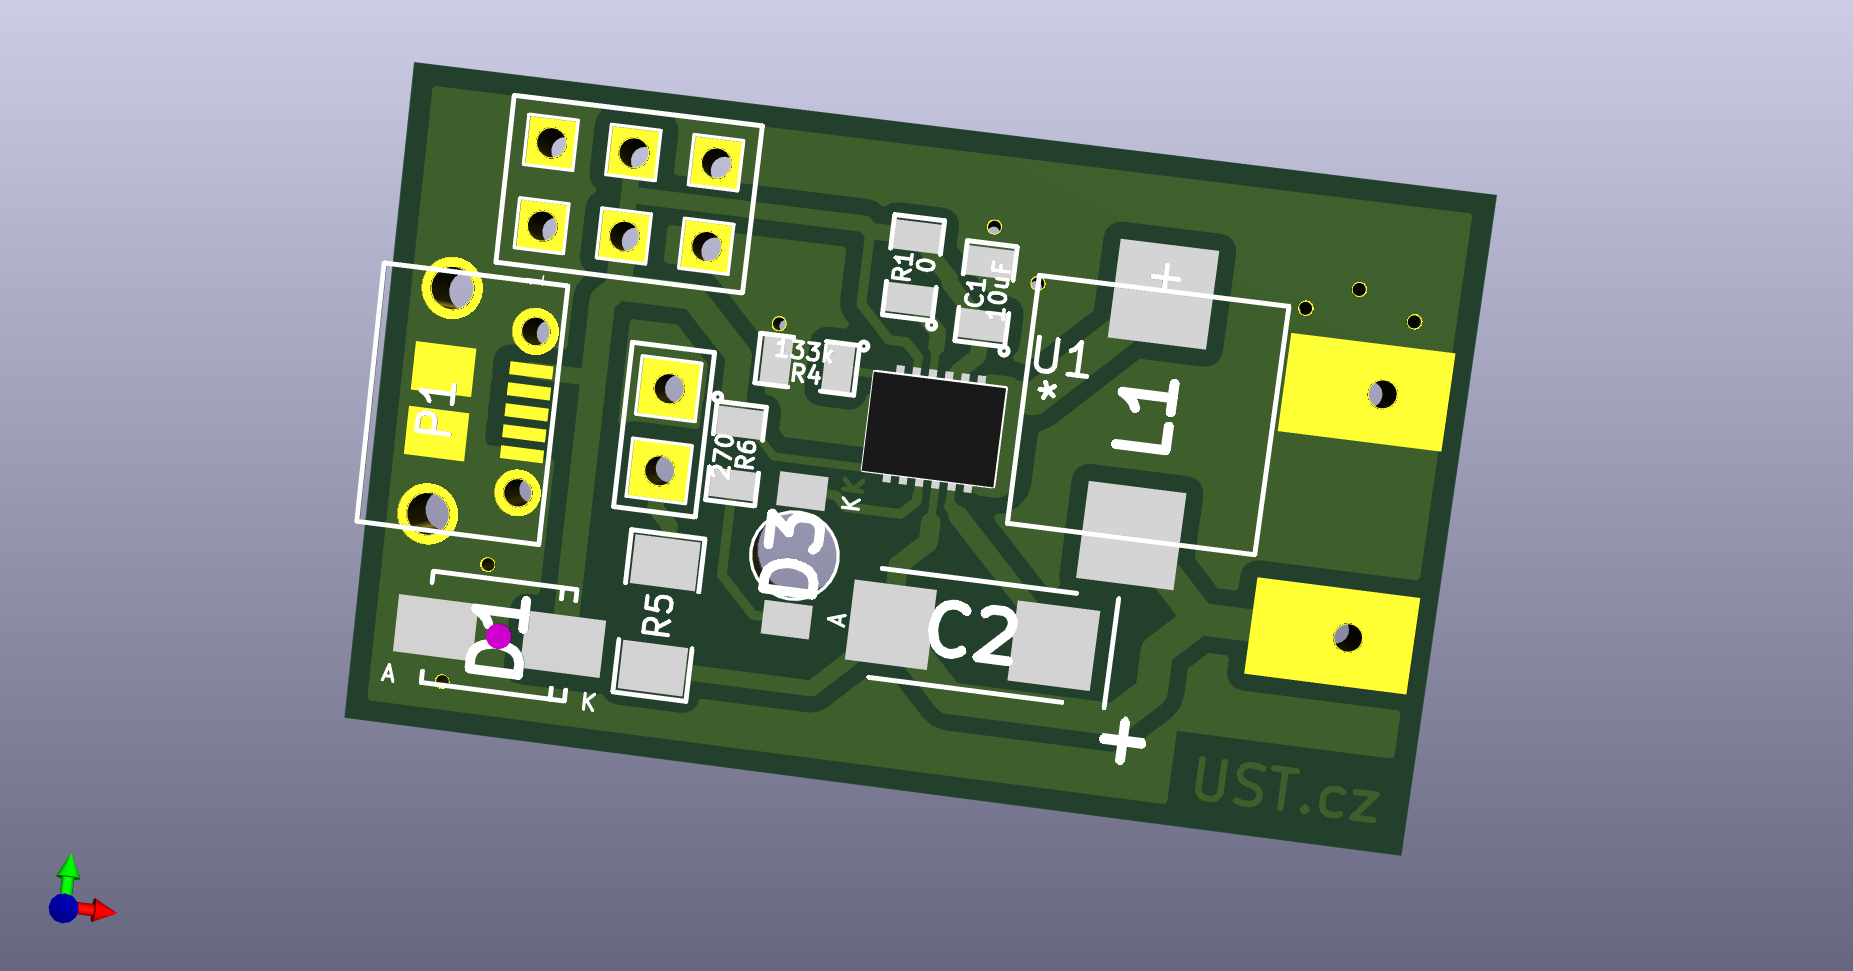 R1
0
C1
10uF
U1
*
+
L1
133k
R4
P1
270
R6
K
K
D3
A
R5
D1
A
K
C2
+
UST.cz